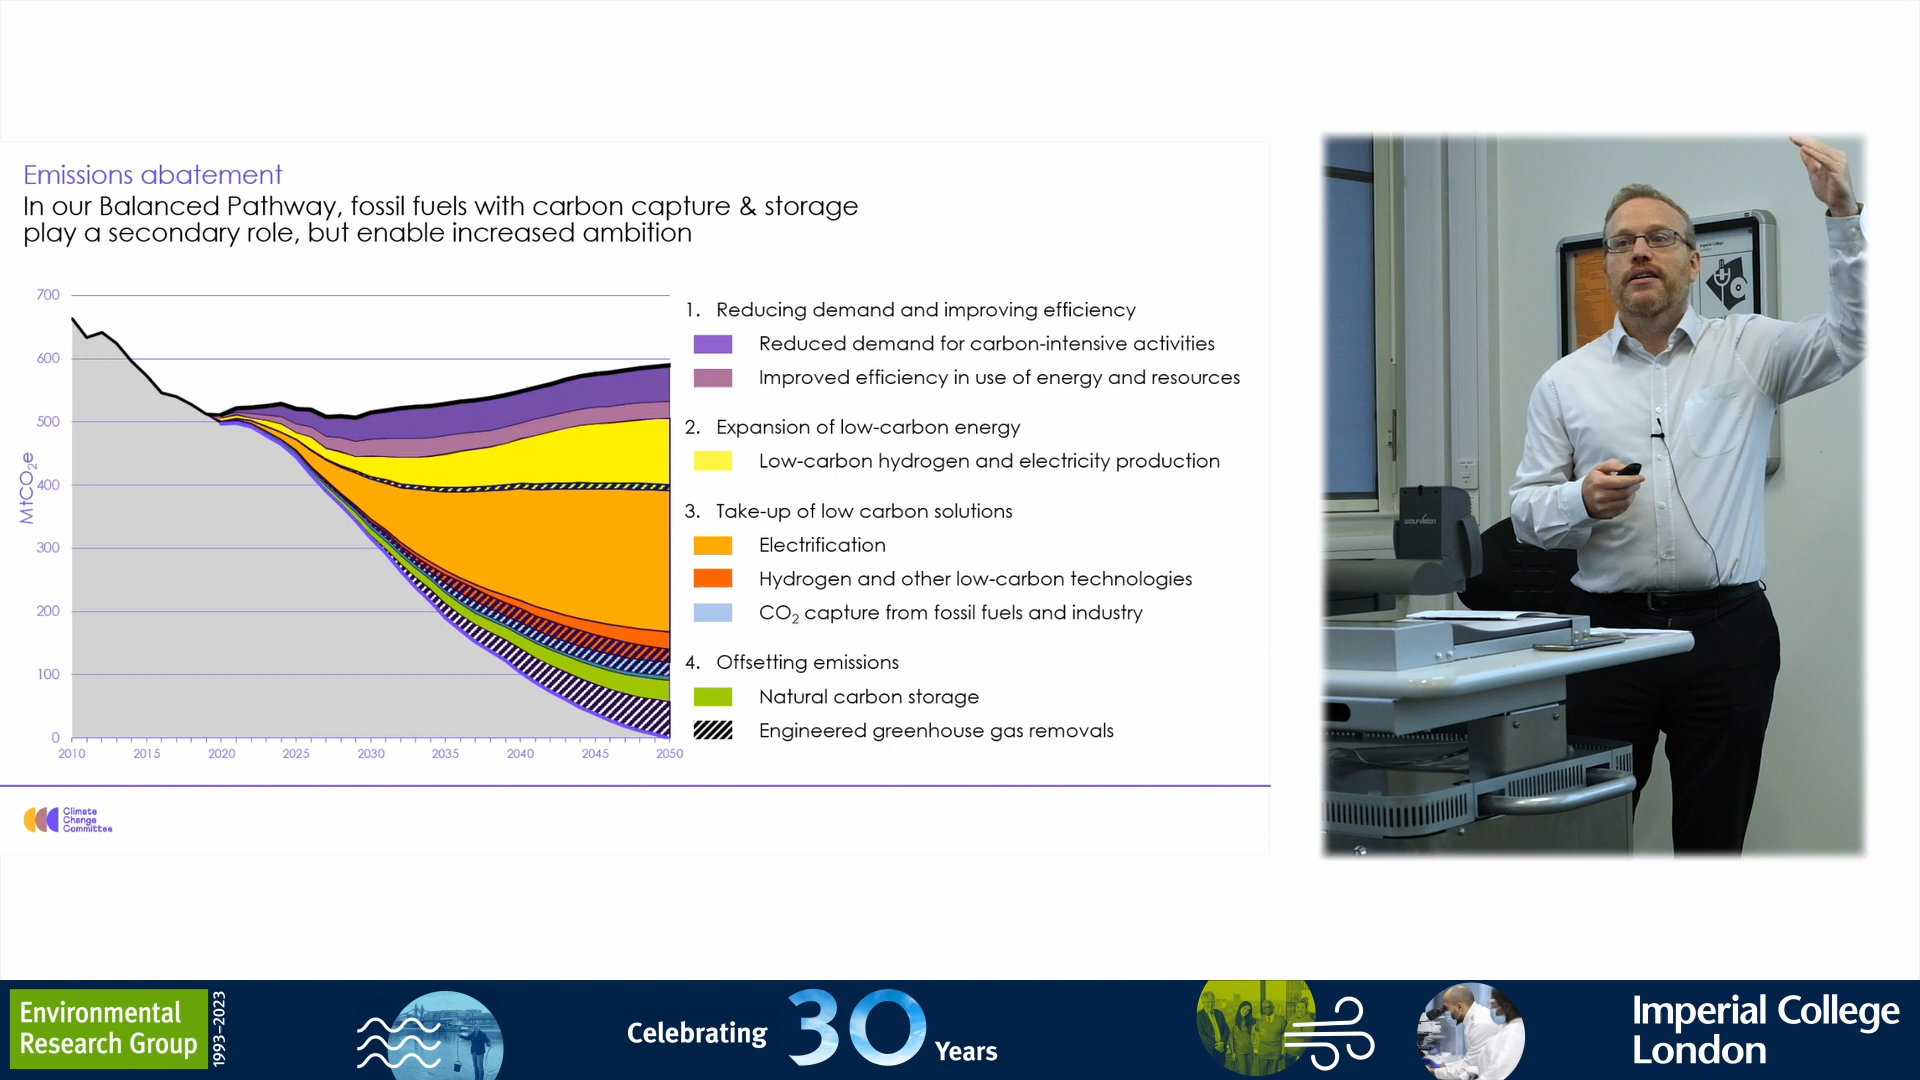 Emissions abatement
In our Balanced Pathway, fossil fuels with carbon capture & storage
play a secondary role, but enable increased ambition
MtCO₂e
700
600
500
400
300
200
100
0
2010 2015 2020 2025 2030 2035 2040 2045 2050
1. Reducing demand and improving efficiency
Reduced demand for carbon-intensive activities
Improved efficiency in use of energy and resources
2. Expansion of low-carbon energy
Low-carbon hydrogen and electricity production
3. Take-up of low carbon solutions
Electrification
Hydrogen and other low-carbon technologies
CO₂ capture from fossil fuels and industry
4. Offsetting emissions
Natural carbon storage
Engineered greenhouse gas removals
Climate
Change
Committee
wolfvision
Environmental
Research Group
1993–2023
Celebrating 30 Years
Imperial College
London